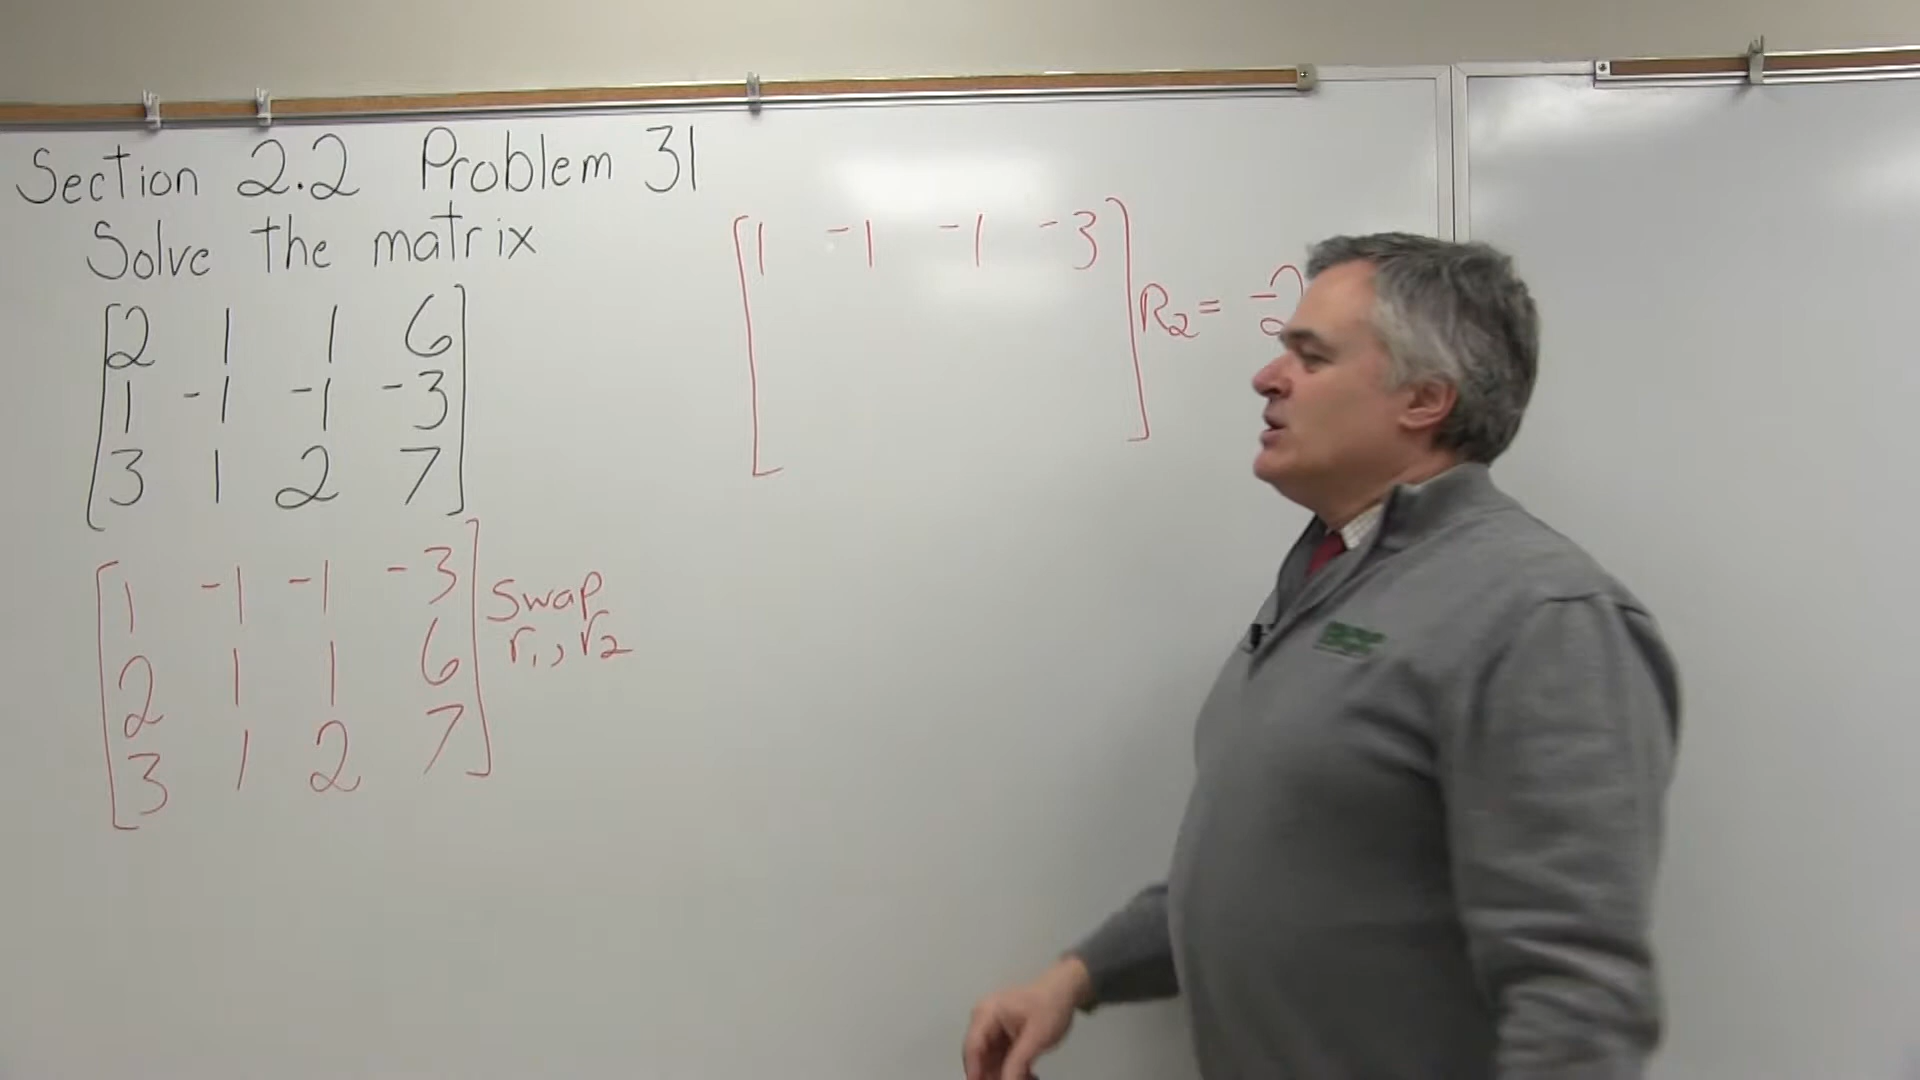 Section 2.2 Problem 31
Solve the matrix
2 1 1 6
1 -1 -1 -3
3 1 2 7
1 -1 -1 -3
2 1 1 6
3 1 2 7
Swap
r₁, r₂
1 -1 -1 -3
R₂ = -2